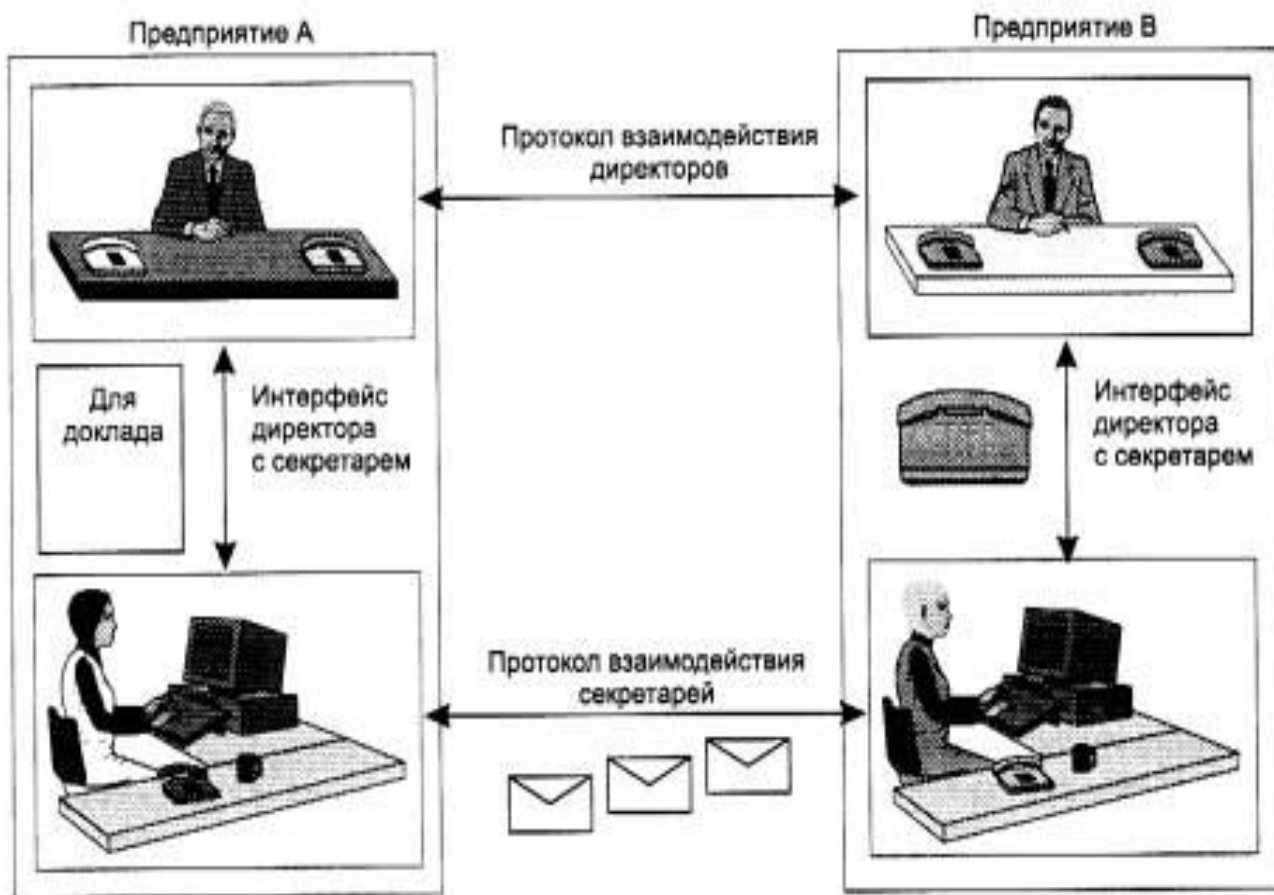 Предприятие А
Предприятие В
Протокол взаимодействия
директоров
Для
доклада
Интерфейс
директора
с секретарем
Интерфейс
директора
с секретарем
Протокол взаимодействия
секретарей